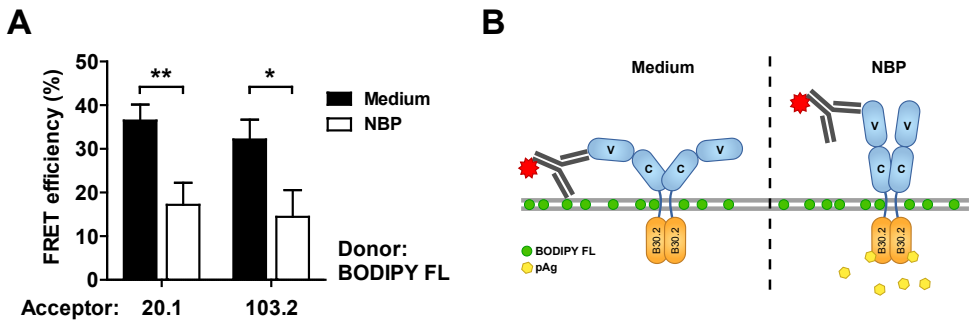 A
FRET efficiency (%)
50
40
30
20
10
0
**
*
Medium
NBP
Donor:
BODIPY FL
Acceptor: 20.1 103.2
B
Medium
NBP
V
C
C
V
B30.2
B30.2
BODIPY FL
pAg
V
V
C
C
B30.2
B30.2